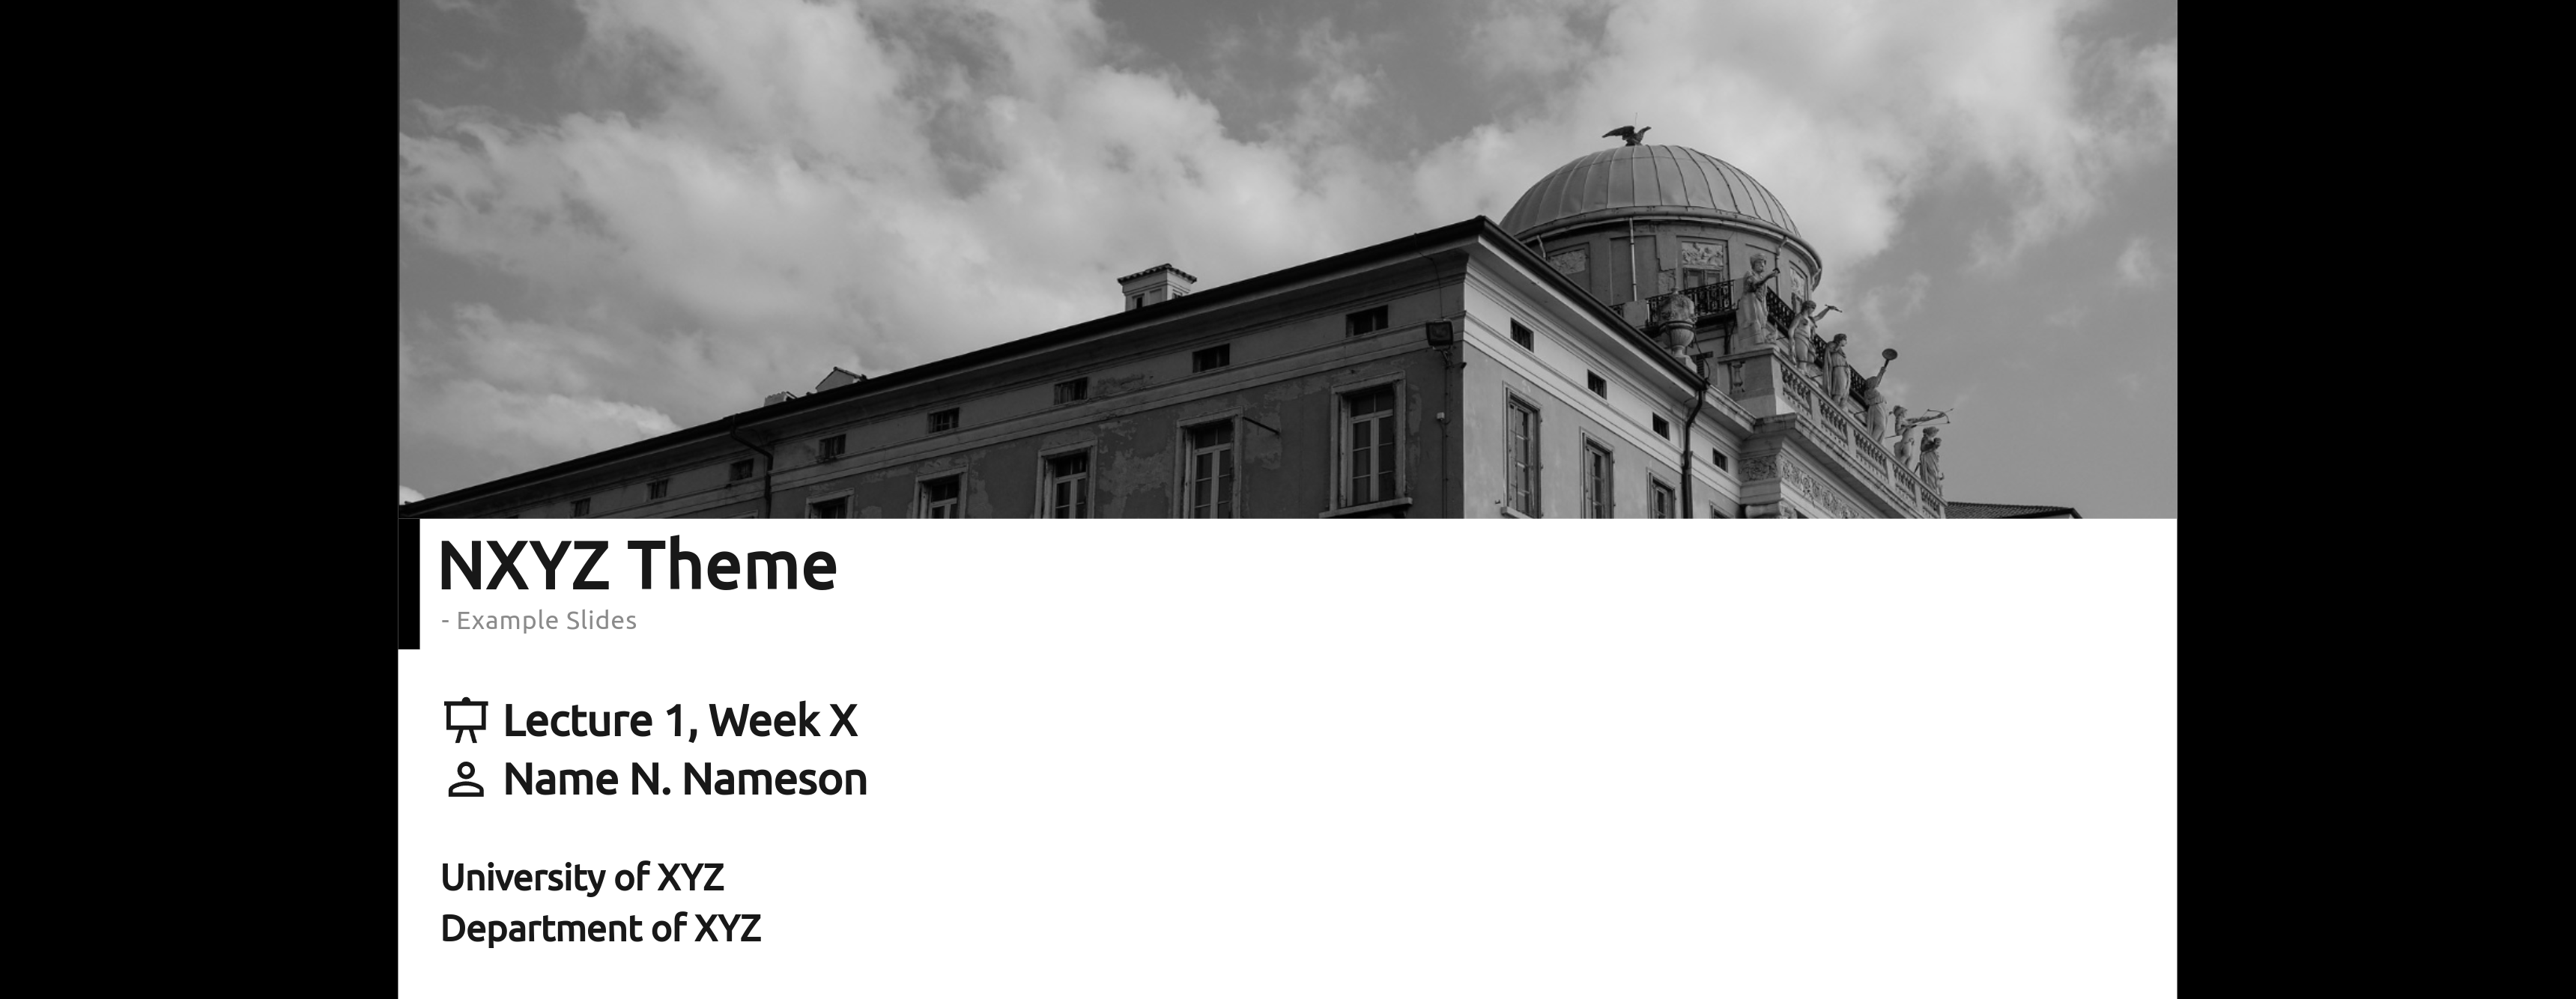 NXYZ Theme
- Example Slides
Lecture 1, Week X
Name N. Nameson
University of XYZ
Department of XYZ